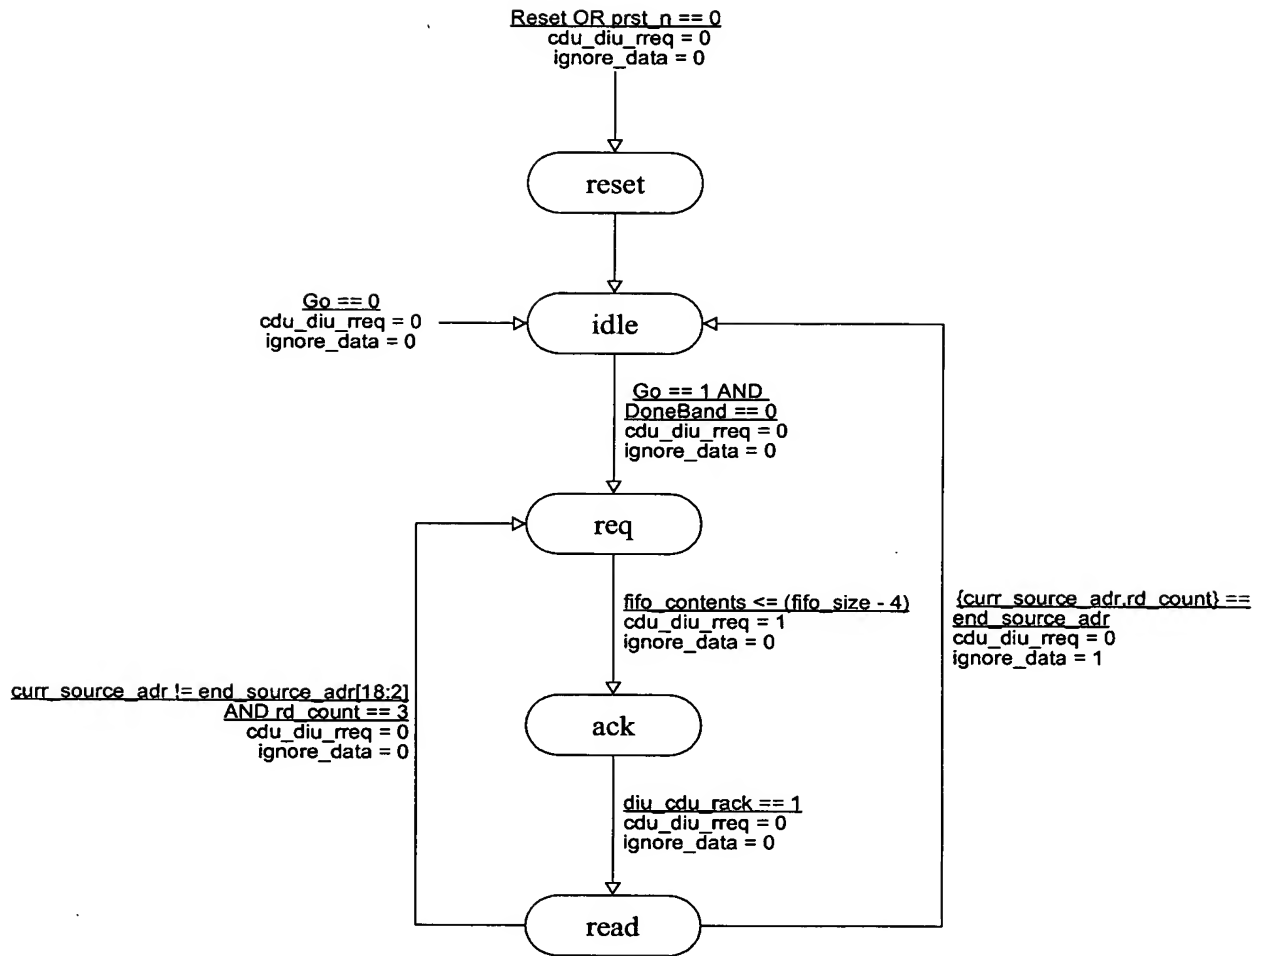 Reset OR prst_n == 0
cdu_diu_rreq = 0
ignore_data = 0
reset
Go == 0
cdu_diu_rreq = 0
ignore_data = 0
idle
Go == 1 AND
DoneBand == 0
cdu_diu_rreq = 0
ignore_data = 0
req
fifo_contents <= (fifo_size - 4)
cdu_diu_rreq = 1
ignore_data = 0
{curr_source_adr,rd_count} ==
end_source_adr
cdu_diu_rreq = 0
ignore_data = 1
curr_source_adr != end_source_adr[18:2]
AND rd_count == 3
cdu_diu_rreq = 0
ignore_data = 0
ack
diu_cdu_rack == 1
cdu_diu_rreq = 0
ignore_data = 0
read